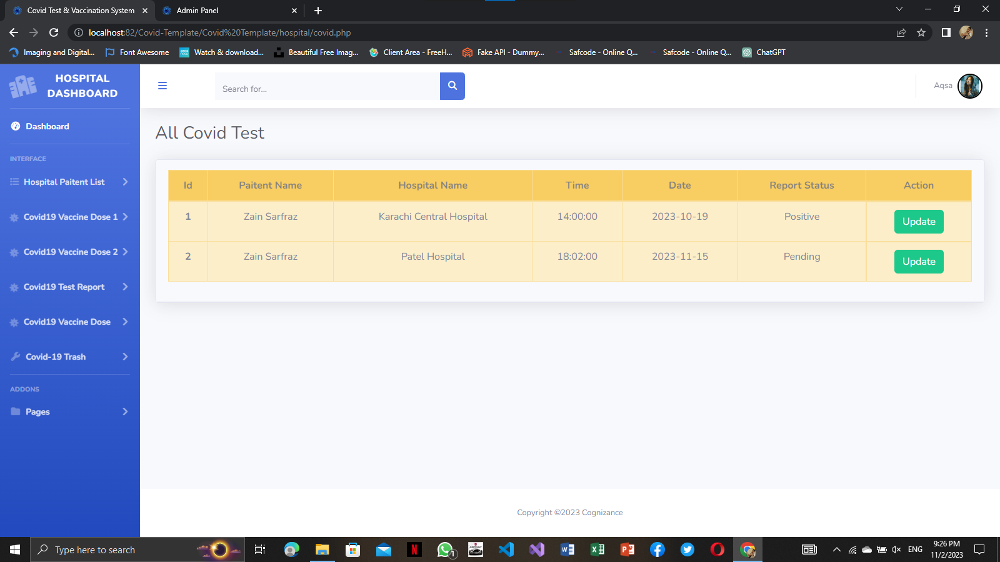 Covid Test & Vaccination System
Admin Panel
localhost:82/Covid-Template/Covid%20Template/hospital/covid.php
Imaging and Digital...
Font Awesome
Watch & download...
Beautiful Free Imag...
Client Area - FreeH...
Fake API - Dummy...
Safcode - Online Q...
Safcode - Online Q...
ChatGPT
HOSPITAL
DASHBOARD
Search for...
Aqsa
Dashboard
INTERFACE
Hospital Paitent List
Covid19 Vaccine Dose 1
Covid19 Vaccine Dose 2
Covid19 Test Report
Covid19 Vaccine Dose
Covid-19 Trash
ADDONS
Pages
All Covid Test
Id Paitent Name Hospital Name Time Date Report Status Action
1 Zain Sarfraz Karachi Central Hospital 14:00:00 2023-10-19 Positive Update
2 Zain Sarfraz Patel Hospital 18:02:00 2023-11-15 Pending Update
Copyright ©2023 Cognizance
Type here to search
1
ENG
9:26 PM
11/2/2023